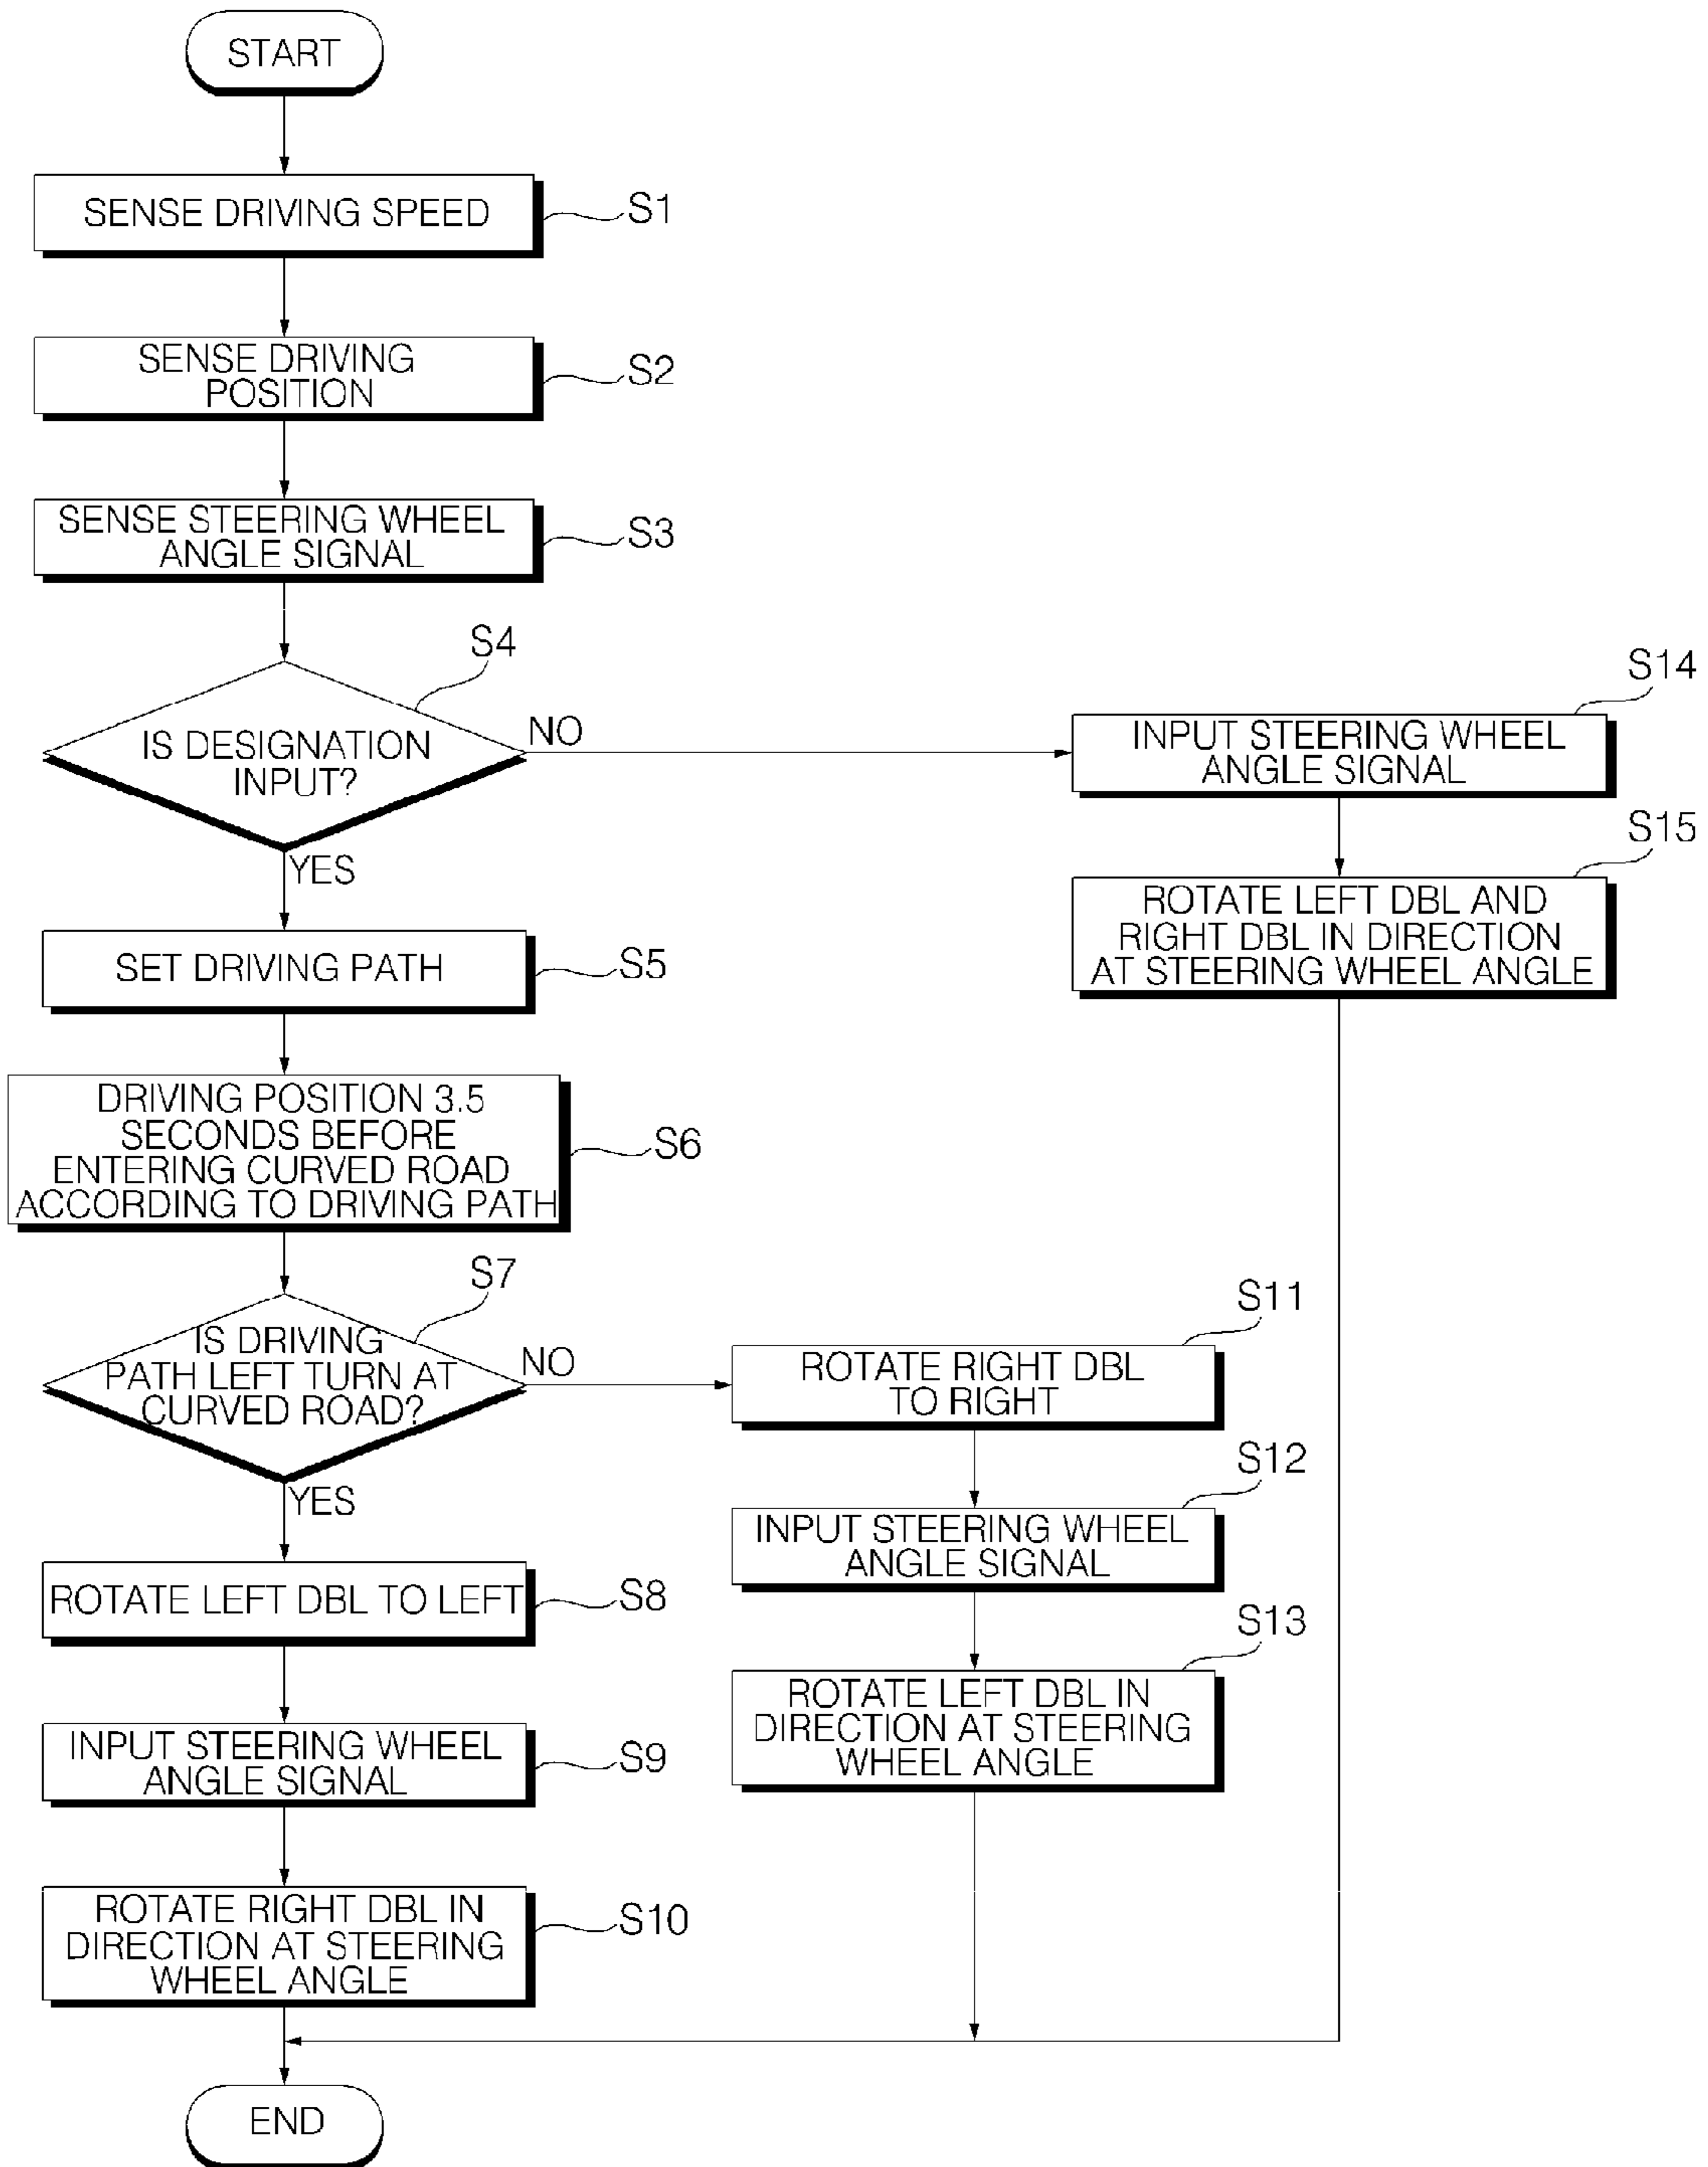 START
SENSE DRIVING SPEED
S1
SENSE DRIVING
POSITION
S2
SENSE STEERING WHEEL
ANGLE SIGNAL
S3
S4
IS DESIGNATION
INPUT?
NO
YES
S14
INPUT STEERING WHEEL
ANGLE SIGNAL
S15
ROTATE LEFT DBL AND
RIGHT DBL IN DIRECTION
AT STEERING WHEEL ANGLE
SET DRIVING PATH
S5
DRIVING POSITION 3.5
SECONDS BEFORE
ENTERING CURVED ROAD
ACCORDING TO DRIVING PATH
S6
S7
IS DRIVING
PATH LEFT TURN AT
CURVED ROAD?
NO
YES
S11
ROTATE RIGHT DBL
TO RIGHT
S12
INPUT STEERING WHEEL
ANGLE SIGNAL
S13
ROTATE LEFT DBL IN
DIRECTION AT STEERING
WHEEL ANGLE
ROTATE LEFT DBL TO LEFT
S8
INPUT STEERING WHEEL
ANGLE SIGNAL
S9
ROTATE RIGHT DBL IN
DIRECTION AT STEERING
WHEEL ANGLE
S10
END